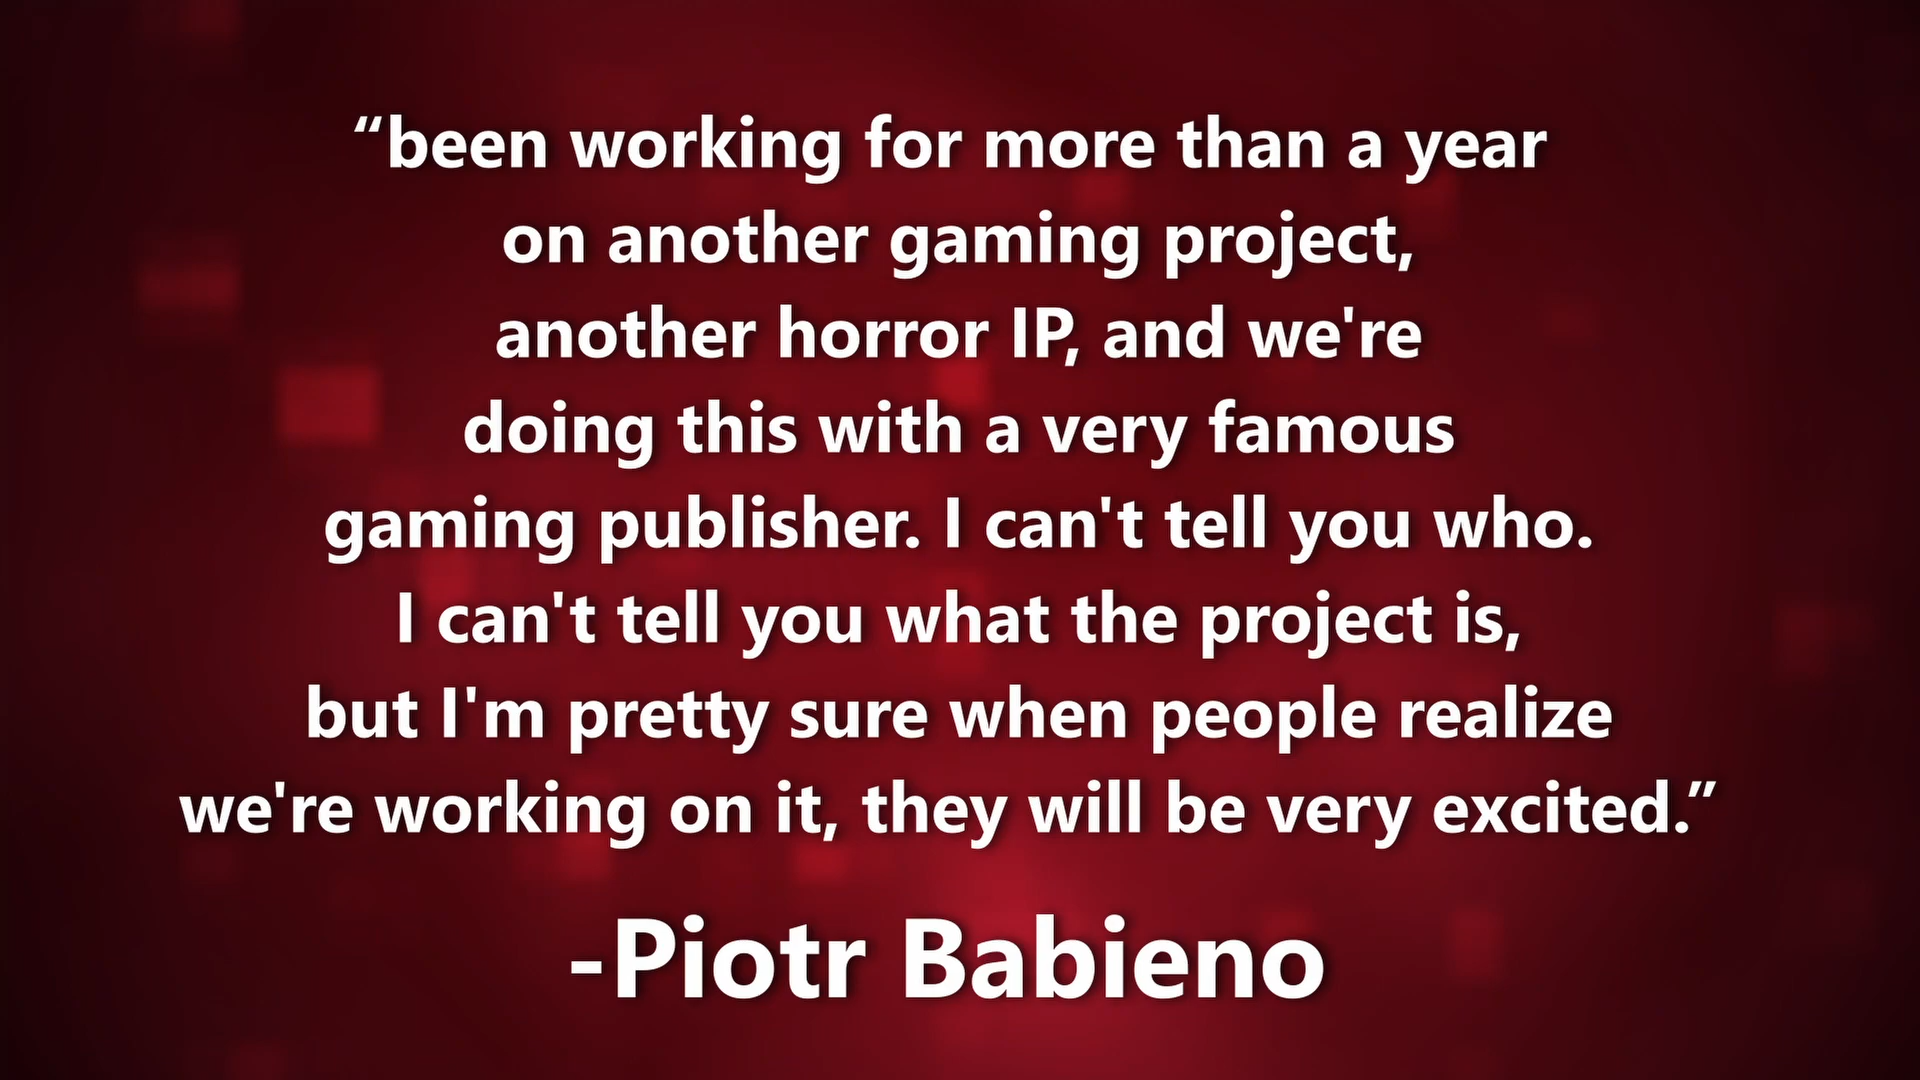 “been working for more than a year
on another gaming project,
another horror IP, and we're
doing this with a very famous
gaming publisher. I can't tell you who.
I can't tell you what the project is,
but I'm pretty sure when people realize
we're working on it, they will be very excited.”
-Piotr Babieno